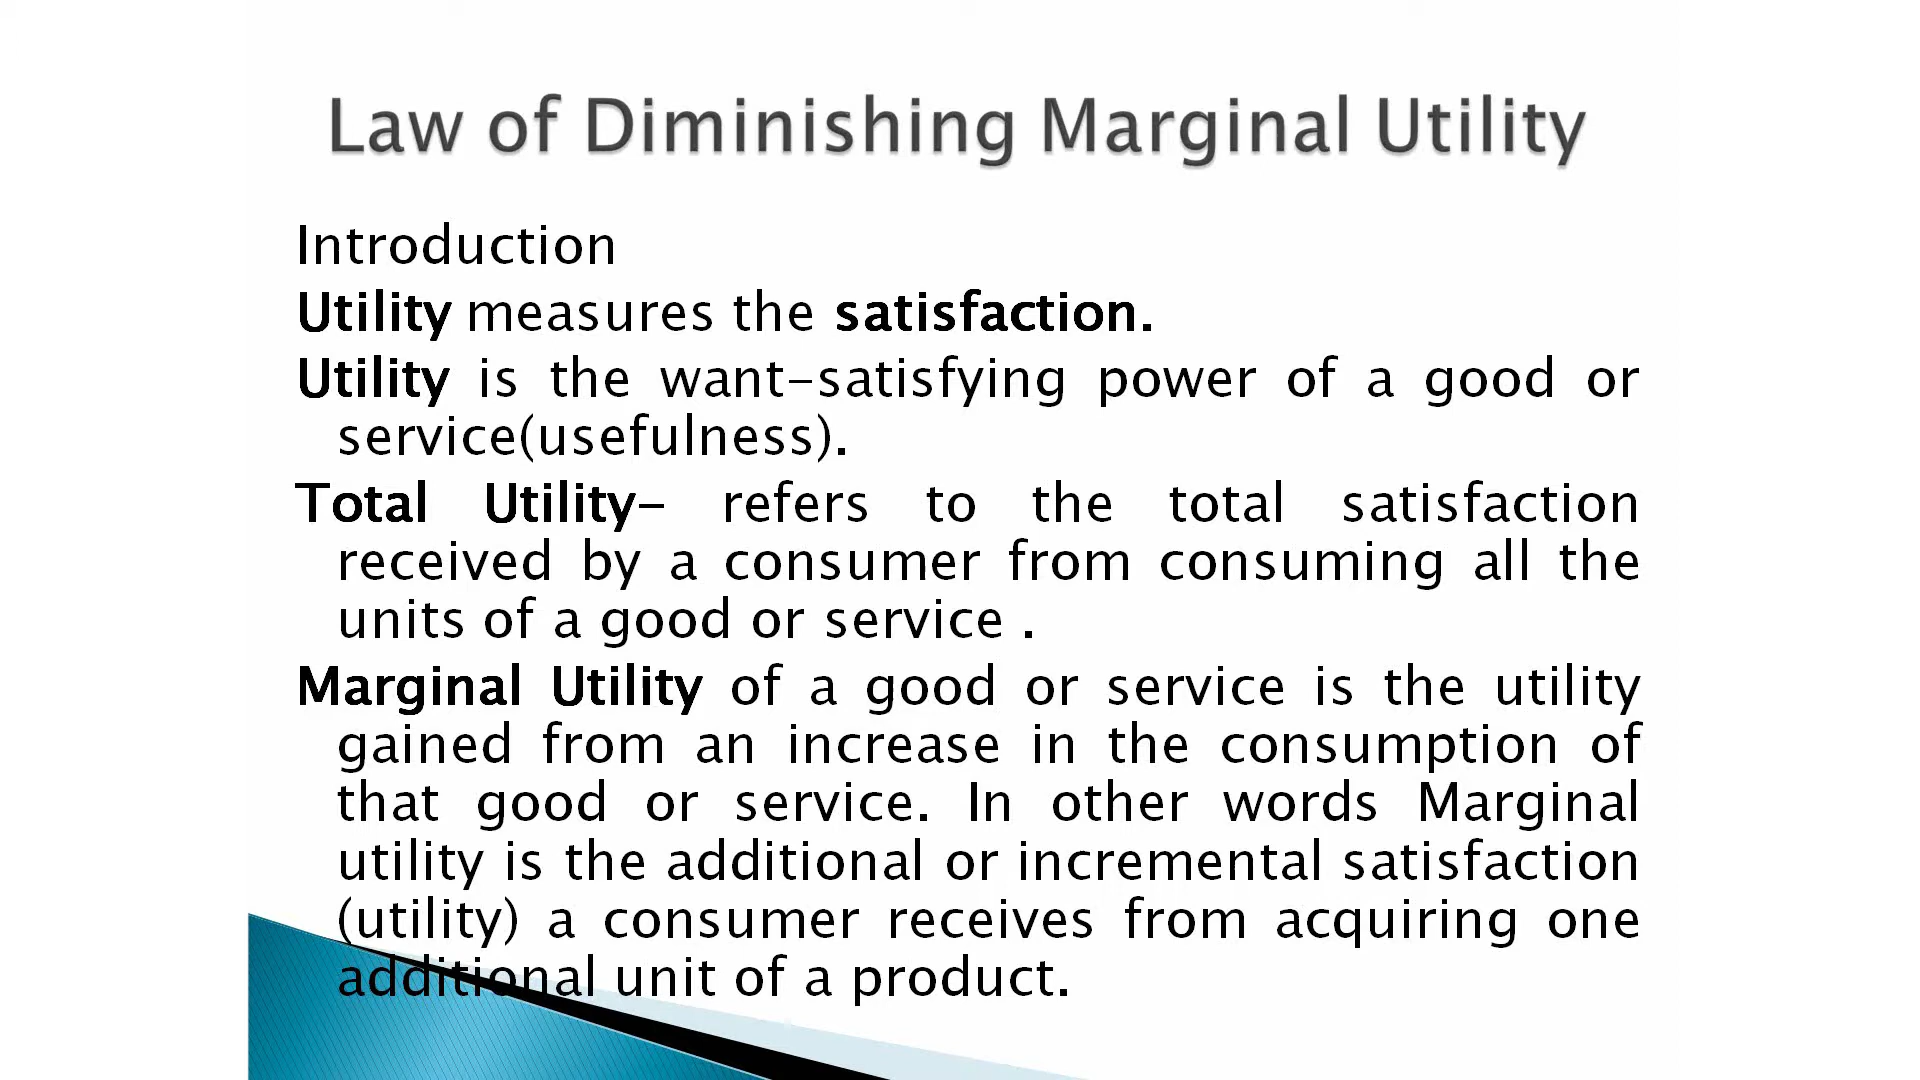 Law of Diminishing Marginal Utility
Introduction
Utility measures the satisfaction.
Utility is the want-satisfying power of a good or
service(usefulness).
Total Utility- refers to the total satisfaction
received by a consumer from consuming all the
units of a good or service .
Marginal Utility of a good or service is the utility
gained from an increase in the consumption of
that good or service. In other words Marginal
utility is the additional or incremental satisfaction
(utility) a consumer receives from acquiring one
additional unit of a product.